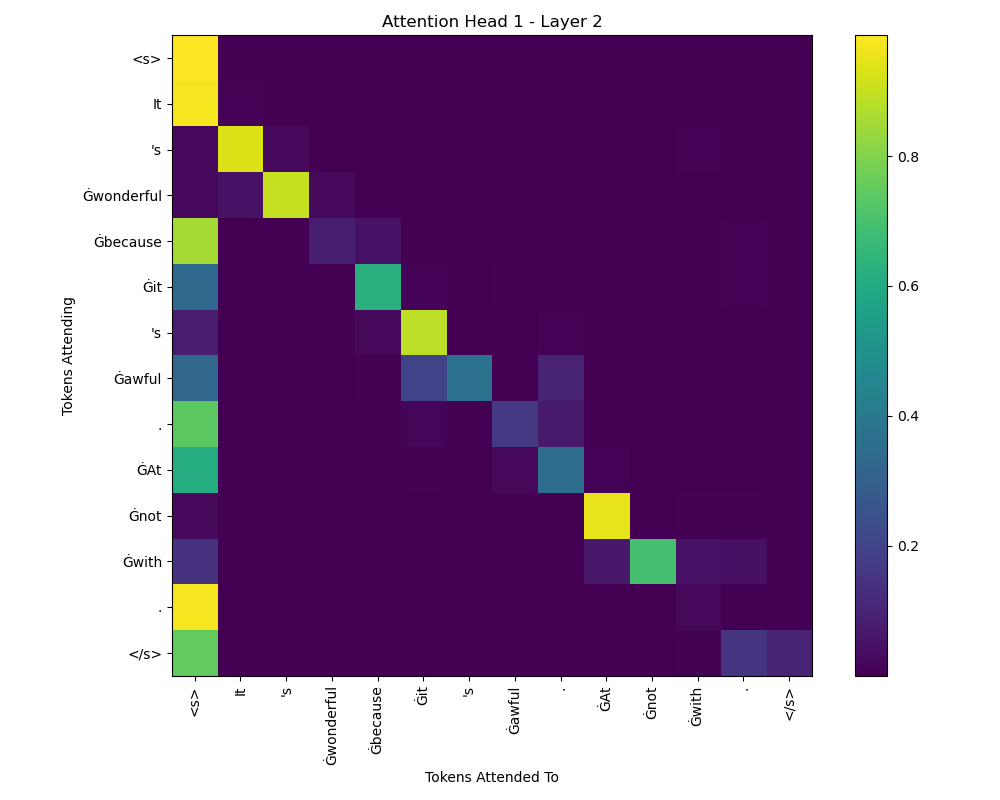 Attention Head 1 - Layer 2
<s>
It
's
Ġwonderful
Ġbecause
Ġit
's
Ġawful
.
ĠAt
Ġnot
Ġwith
.
</s>
Tokens Attending
<s>
It
's
Ġwonderful
Ġbecause
Ġit
's
Ġawful
.
ĠAt
Ġnot
Ġwith
.
</s>
Tokens Attended To
0.8
0.6
0.4
0.2